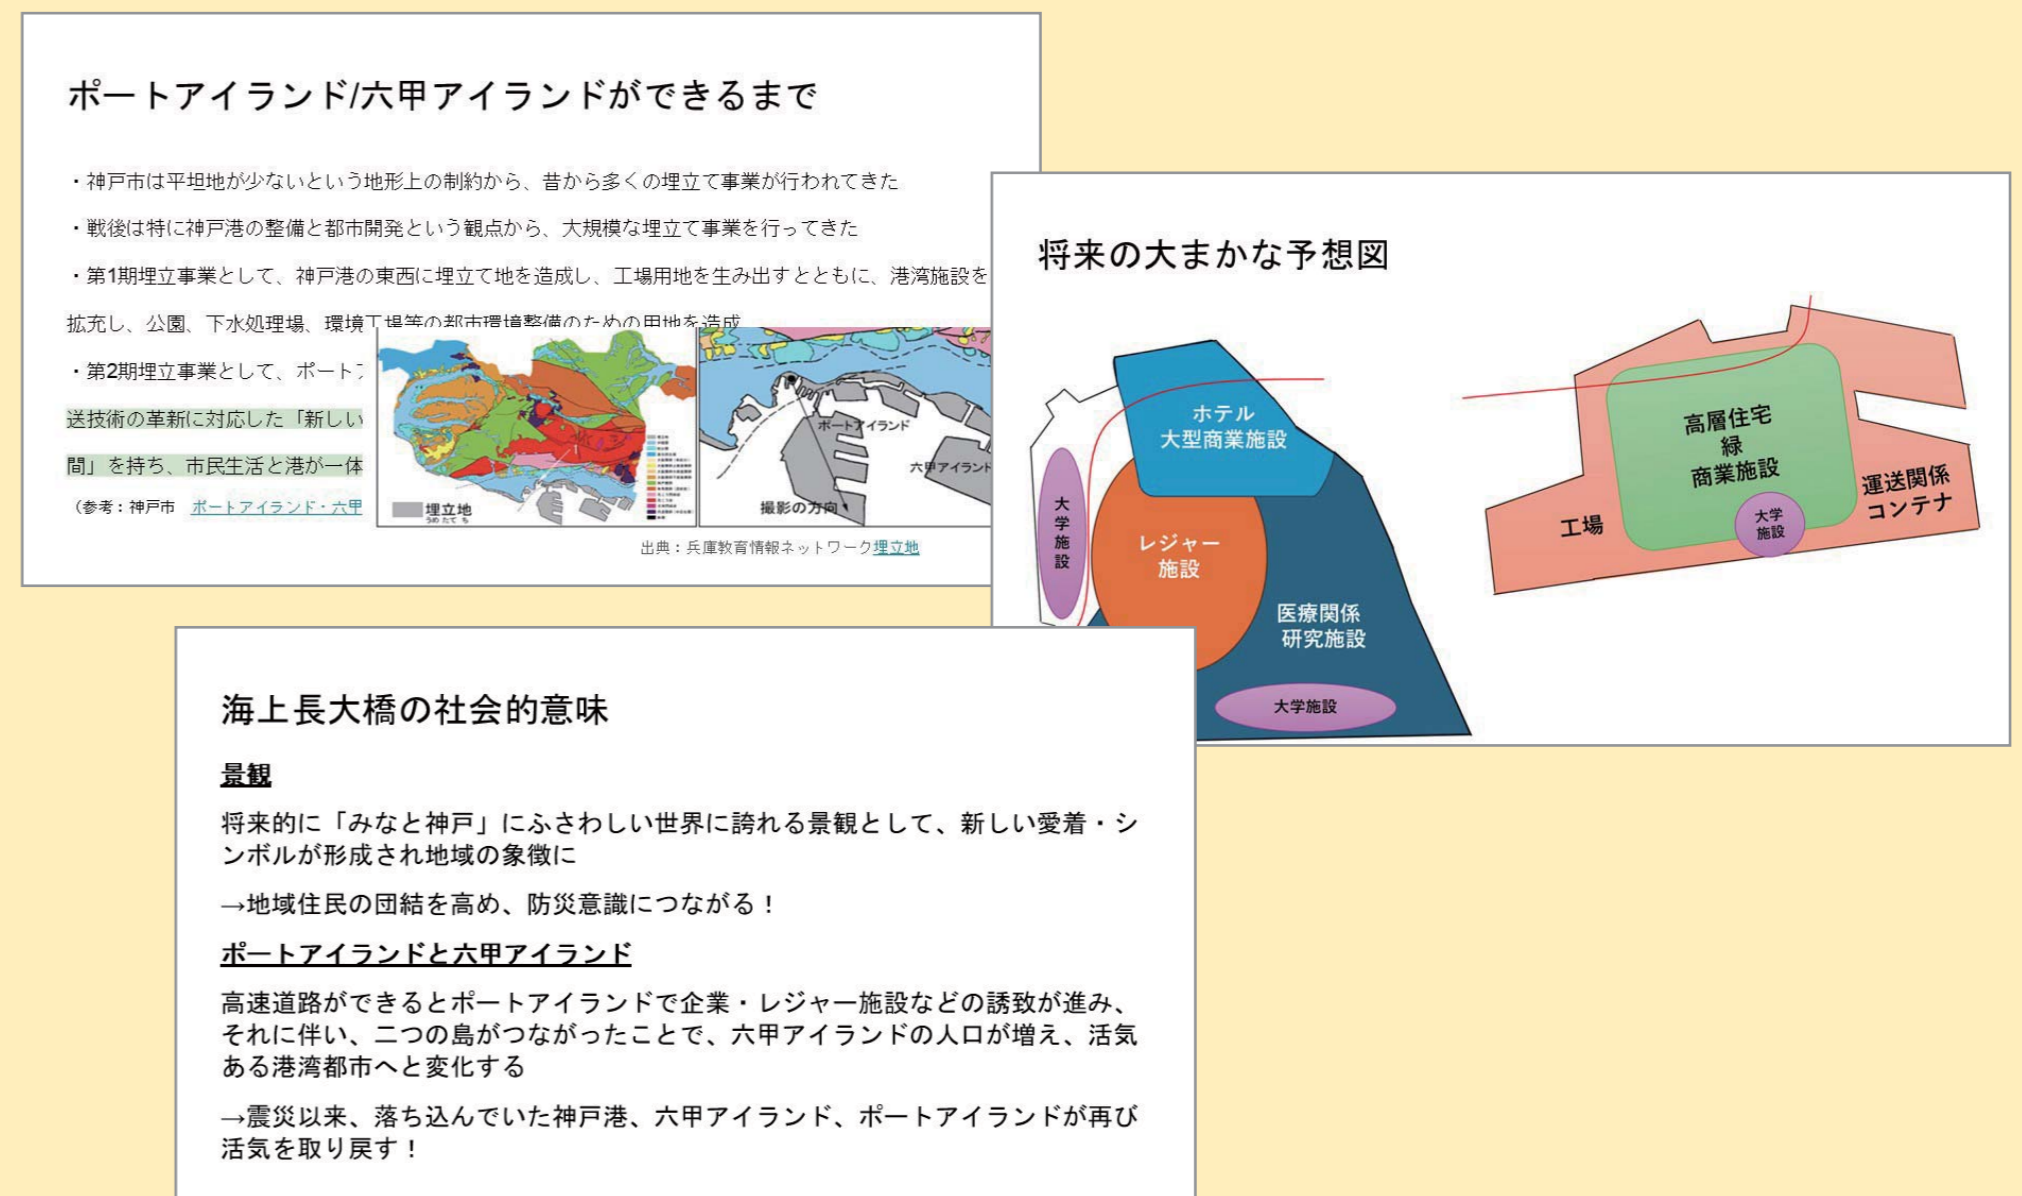 ポートアイランド/六甲アイランドができるまで
・神戸市は平坦地が少ないという地形上の制約から、昔から多くの埋立て事業が行われてきた
・戦後は特に神戸港の整備と都市開発という観点から、大規模な埋立て事業を行ってきた
・第1期埋立事業として、神戸港の東西に埋立て地を造成し、工場用地を生み出すとともに、港湾施設を
拡充し、公園、下水処理場、環境工場等の都市環境整備のための用地を造成
・第2期埋立事業として、ポート
送技術の革新に対応した「新しい
間」を持ち、市民生活と港が一体
（参考：神戸市 ポートアイランド・六甲
埋立地
うめたてち
ポートアイランド
六甲アイランド
撮影の方向
出典：兵庫教育情報ネットワーク埋立地
将来の大まかな予想図
ホテル
大型商業施設
大学施設
レジャー
施設
医療関係
研究施設
大学施設
高層住宅
緑
商業施設
大学
施設
工場
運送関係
コンテナ
海上長大橋の社会的意味
景観
将来的に「みなと神戸」にふさわしい世界に誇れる景観として、新しい愛着・シ
ンボルが形成され地域の象徴に
→地域住民の団結を高め、防災意識につながる！
ポートアイランドと六甲アイランド
高速道路ができるとポートアイランドで企業・レジャー施設などの誘致が進み、
それに伴い、二つの島がつながったことで、六甲アイランドの人口が増え、活気
ある港湾都市へと変化する
→震災以来、落ち込んでいた神戸港、六甲アイランド、ポートアイランドが再び
活気を取り戻す！